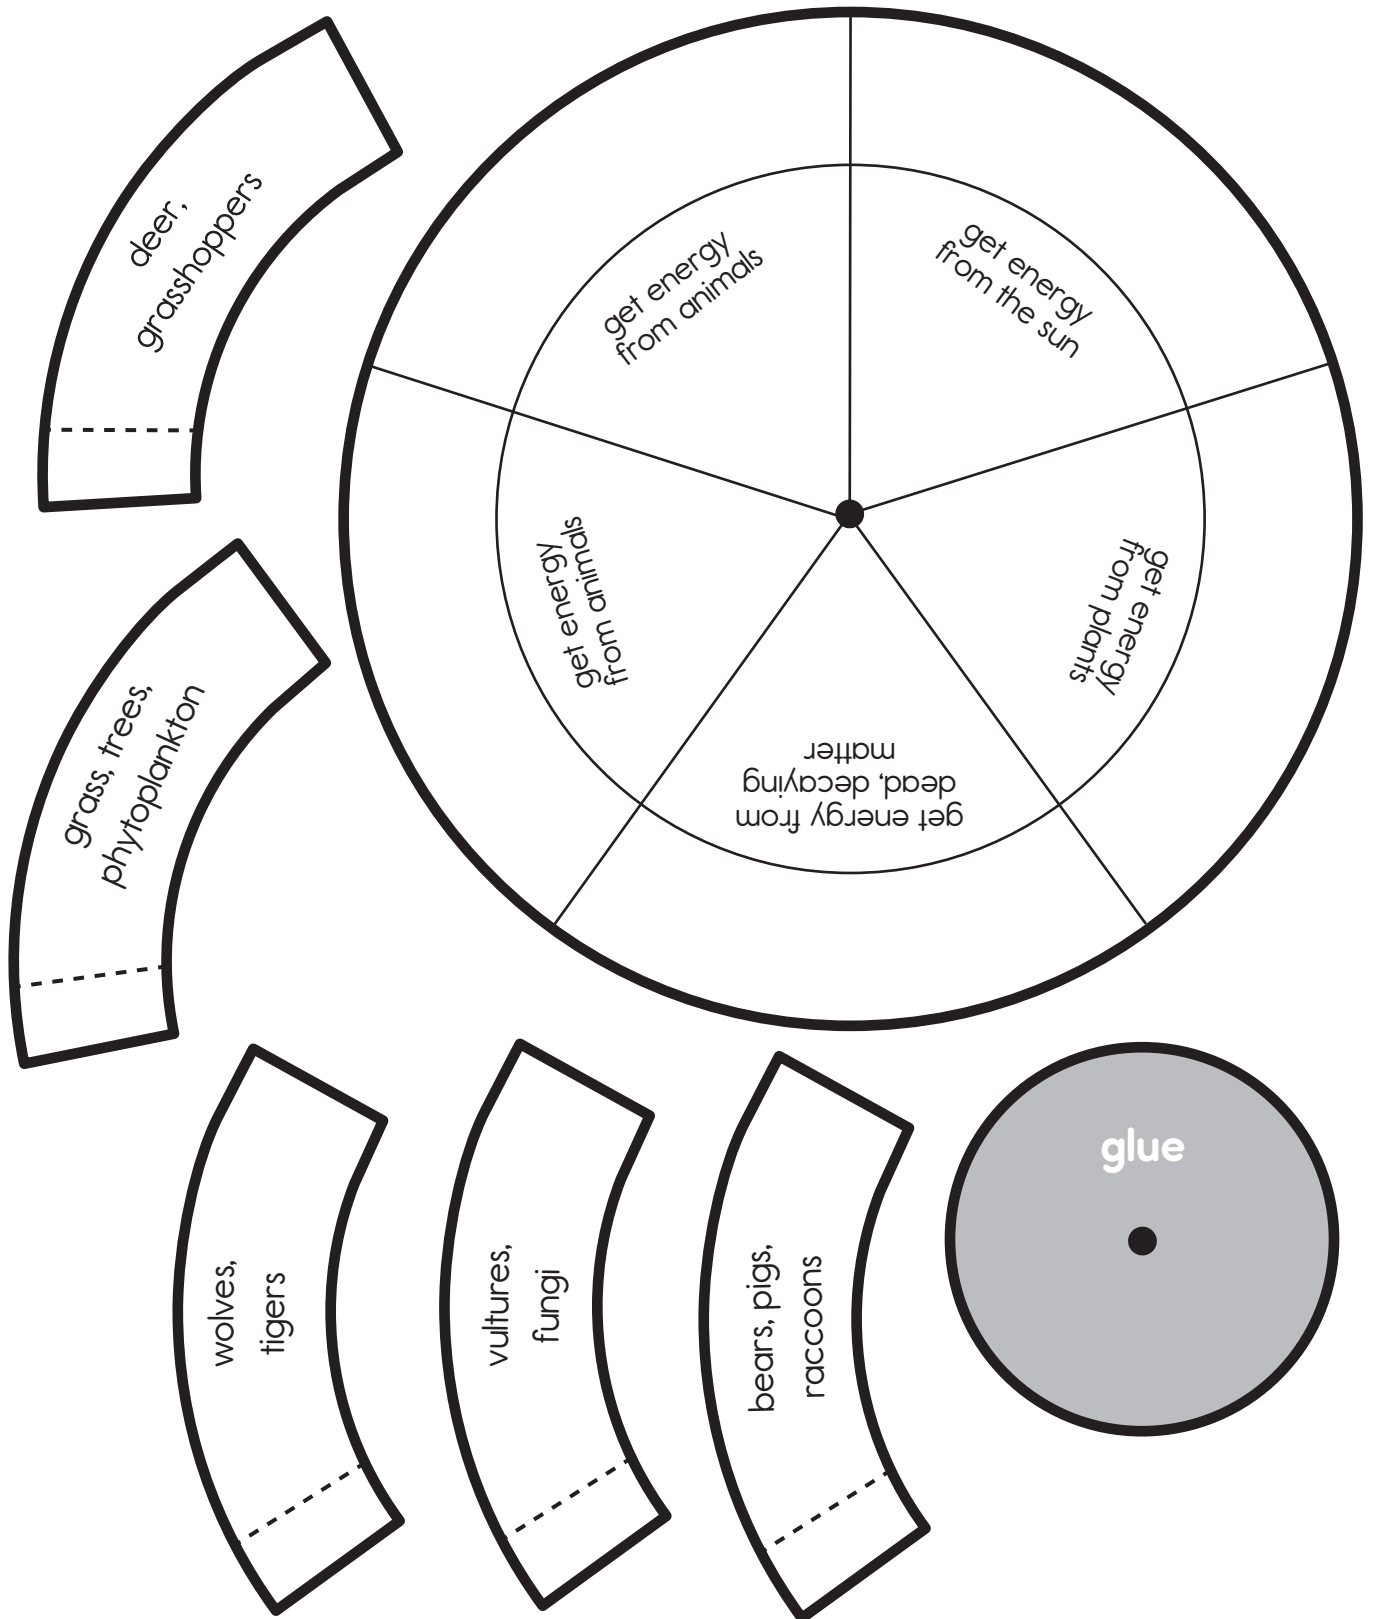 deer,
grasshoppers
get energy
from animals
get energy
from the sun
get energy
from animals
get energy
from plants
get energy from
dead, decaying
matter
grass, trees,
phytoplankton
wolves,
tigers
vultures,
fungi
bears, pigs,
raccoons
glue